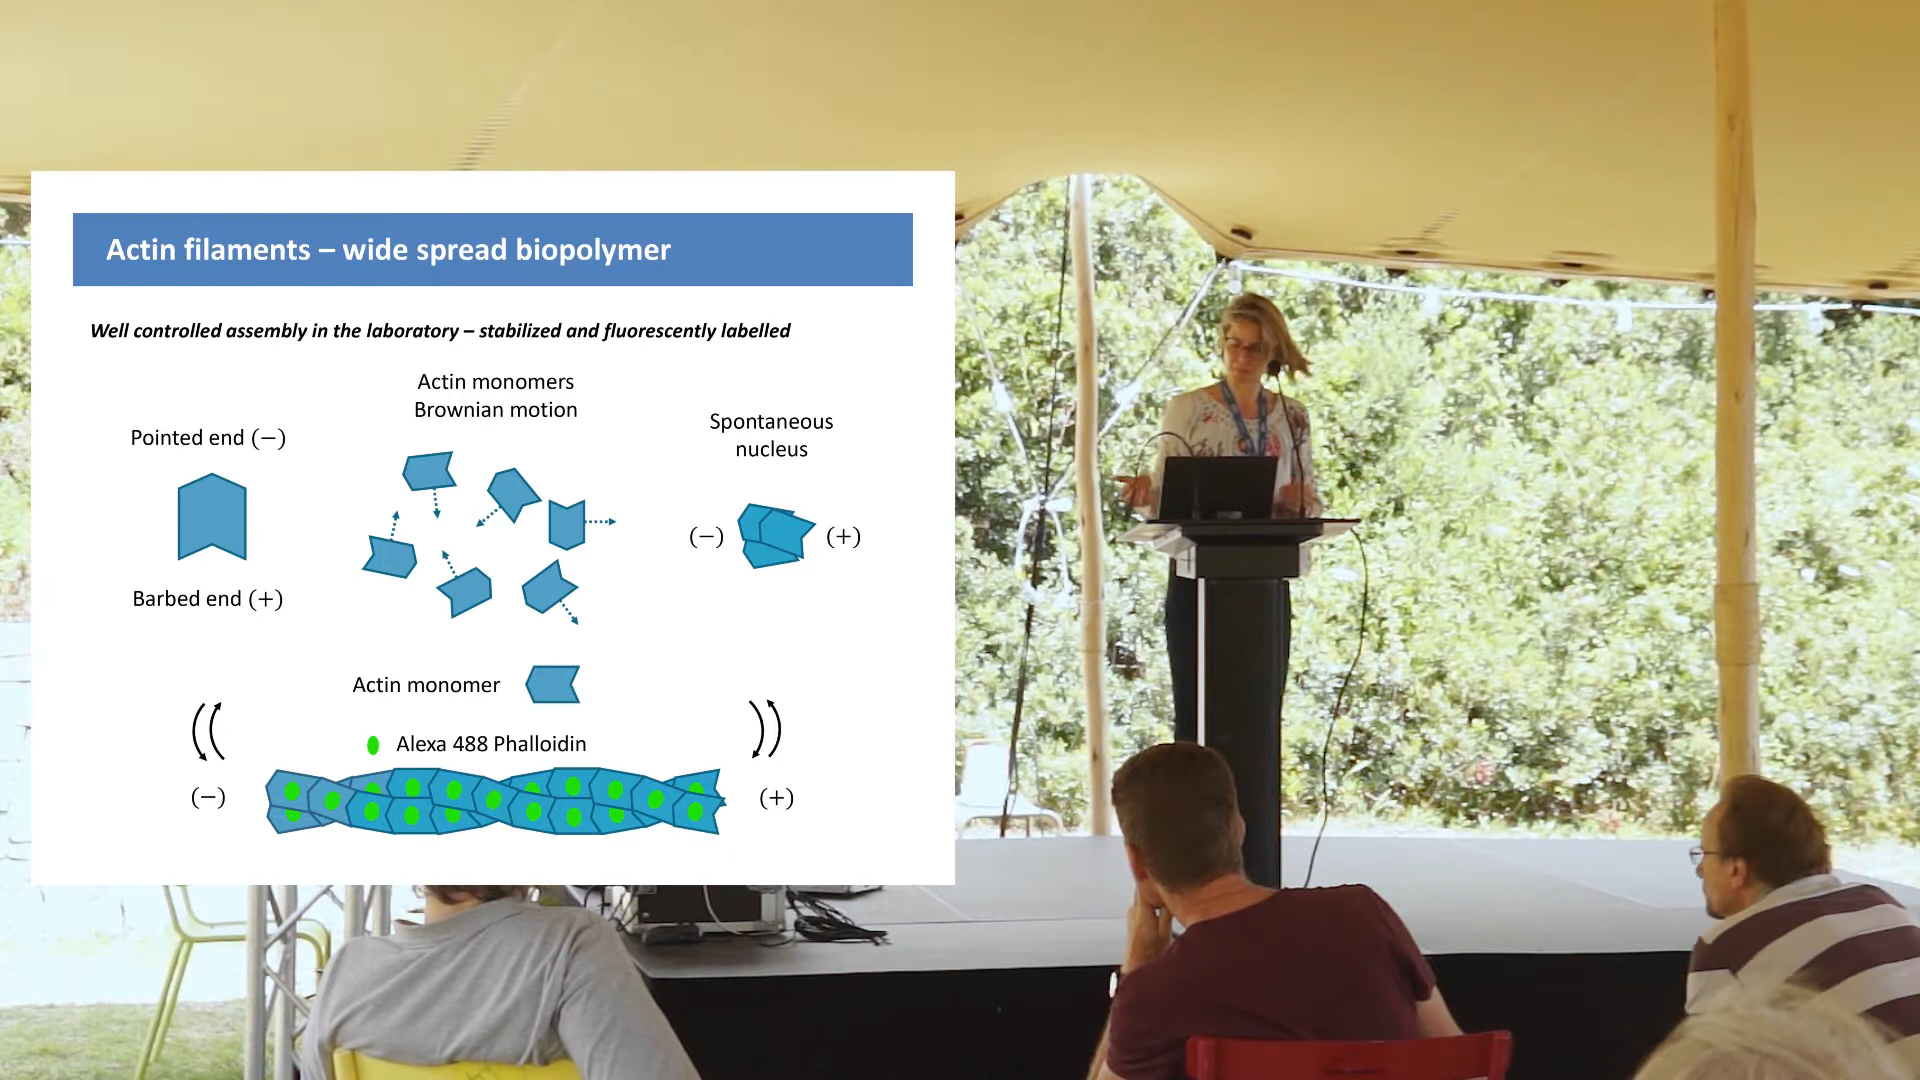 Actin filaments – wide spread biopolymer
Well controlled assembly in the laboratory – stabilized and fluorescently labelled
Actin monomers
Brownian motion
Spontaneous
nucleus
Pointed end (−)
(−)
(+)
Barbed end (+)
Actin monomer
Alexa 488 Phalloidin
(−)
(+)